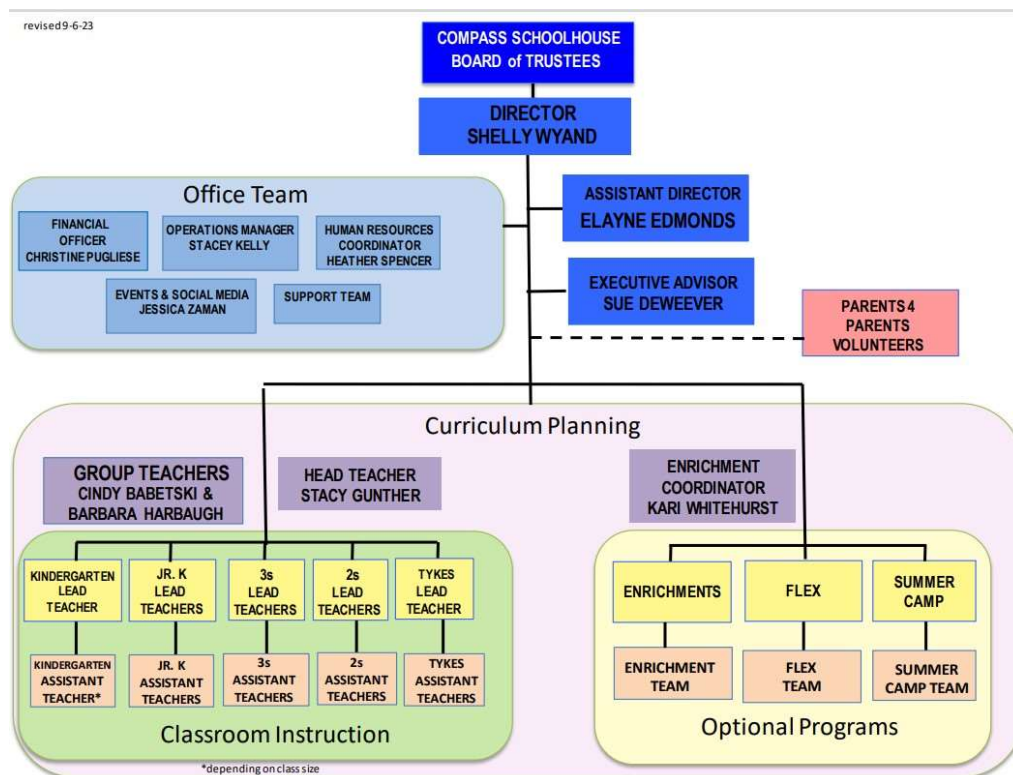 revised 9-6-23
COMPASS SCHOOLHOUSE
BOARD of TRUSTEES
DIRECTOR
SHELLY WYAND
Office Team
FINANCIAL
OFFICER
CHRISTINE PUGLIESE
OPERATIONS MANAGER
STACEY KELLY
HUMAN RESOURCES
COORDINATOR
HEATHER SPENCER
EVENTS & SOCIAL MEDIA
JESSICA ZAMAN
SUPPORT TEAM
ASSISTANT DIRECTOR
ELAYNE EDMONDS
EXECUTIVE ADVISOR
SUE DEWEEVER
PARENTS 4
PARENTS
VOLUNTEERS
Curriculum Planning
GROUP TEACHERS
CINDY BABETSKI &
BARBARA HARBAUGH
HEAD TEACHER
STACY GUNTHER
ENRICHMENT
COORDINATOR
KARI WHITEHURST
KINDERGARTEN
LEAD
TEACHER
JR. K
LEAD
TEACHERS
3s
LEAD
TEACHERS
2s
LEAD
TEACHERS
TYKES
LEAD
TEACHER
KINDERGARTEN
ASSISTANT
TEACHER*
JR. K
ASSISTANT
TEACHERS
3s
ASSISTANT
TEACHERS
2s
ASSISTANT
TEACHERS
TYKES
ASSISTANT
TEACHERS
Classroom Instruction
*depending on class size
ENRICHMENTS
FLEX
SUMMER
CAMP
ENRICHMENT
TEAM
FLEX
TEAM
SUMMER
CAMP TEAM
Optional Programs